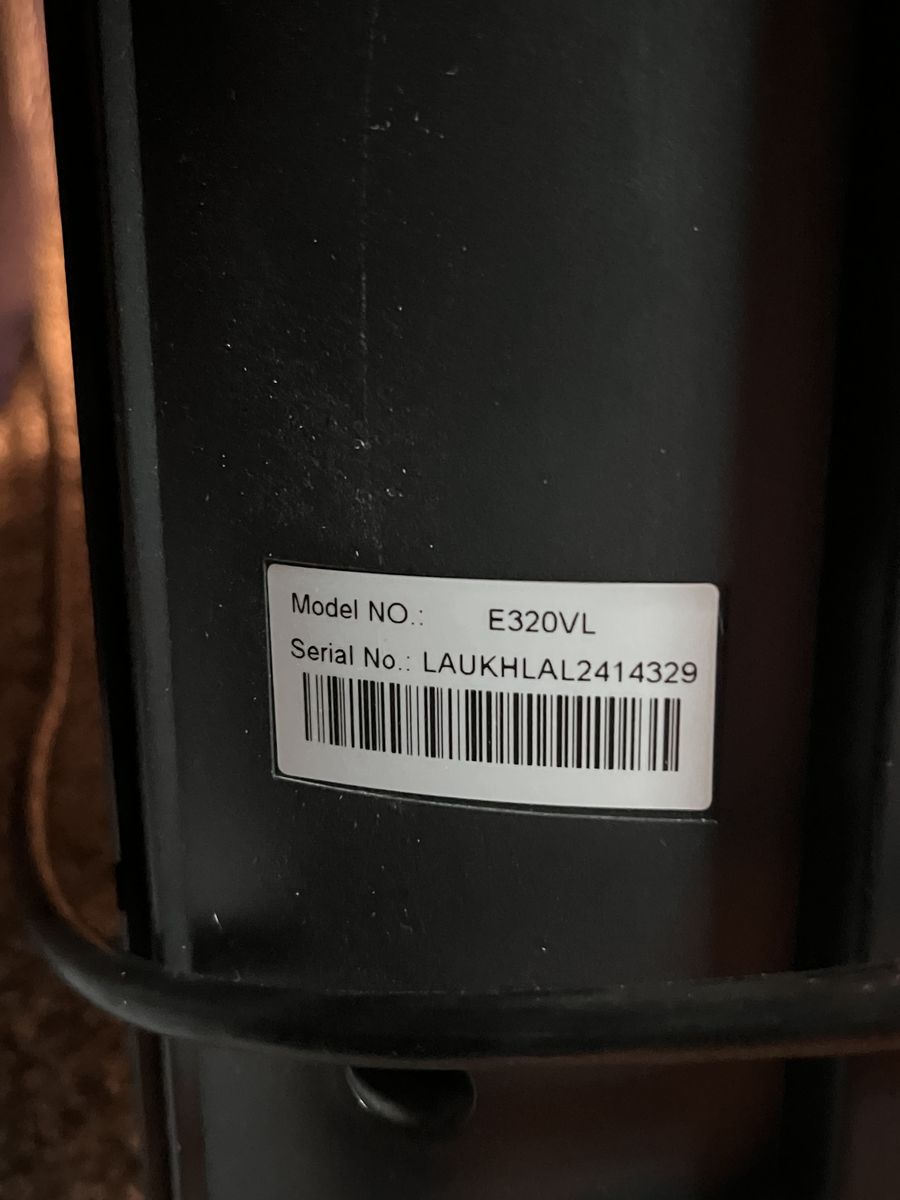 Model NO.: E320VL
Serial No.: LAUKHLAL2414329